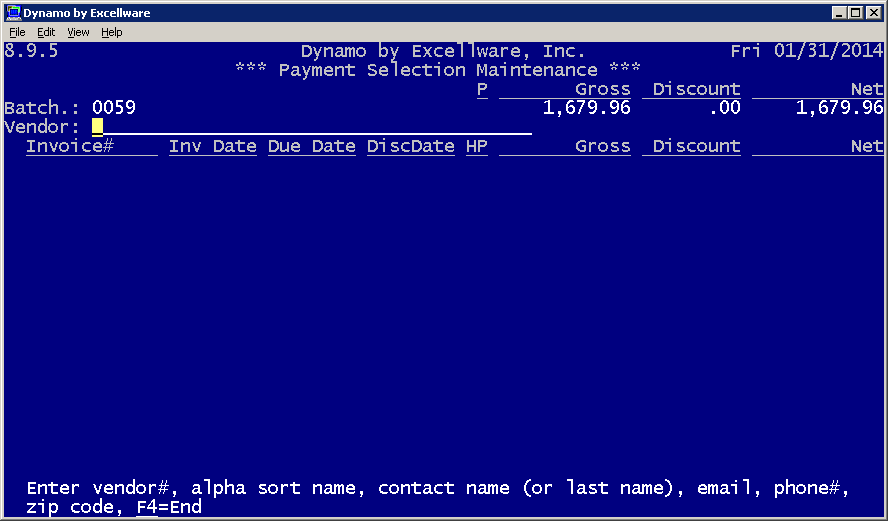 Dynamo by Excellware
File Edit View Help
8.9.5 Dynamo by Excellware, Inc. Fri 01/31/2014
*** Payment Selection Maintenance ***
P Gross Discount Net
Batch.: 0059 1,679.96 .00 1,679.96
Vendor:
Invoice# Inv Date Due Date DiscDate HP Gross Discount Net
Enter vendor#, alpha sort name, contact name (or last name), email, phone#,
zip code, F4=End